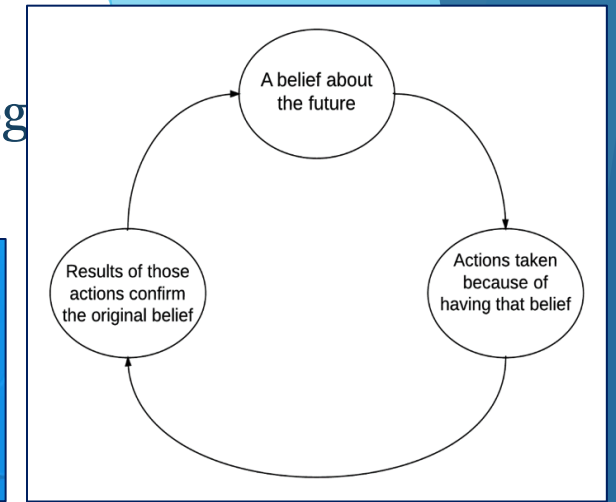 g
A belief about
the future
Actions taken
because of
having that belief
Results of those
actions confirm
the original belief